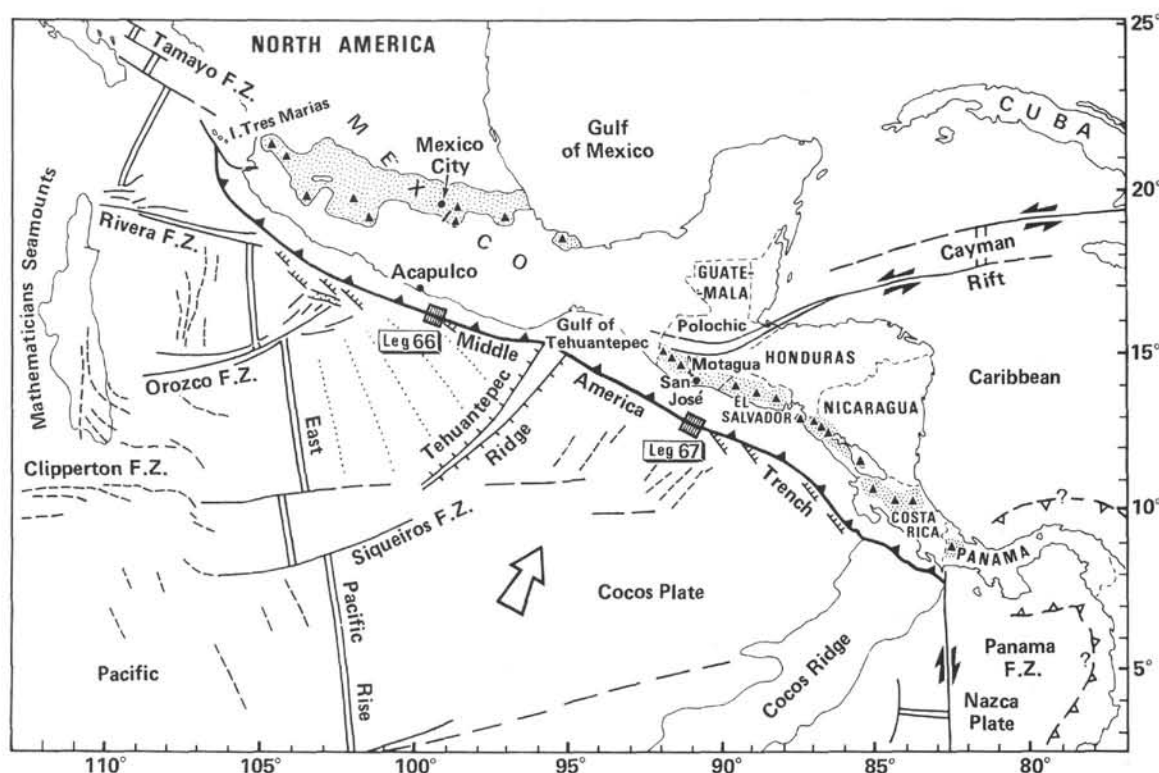 NORTH AMERICA
25°
Tamayo F.Z.
I. Tres Marias
MEXICO
Mexico
City
Gulf
of Mexico
CUBA
20°
Mathematicians Seamounts
Rivera F.Z.
Acapulco
Cayman
Rift
GUATE-
MALA
Polochic
Gulf of
Tehuantepec
Leg 66
Middle
America
Trench
15°
Orozco F.Z.
Motagua
HONDURAS
San
José
EL
SALVADOR
NICARAGUA
Caribbean
East
Tehuantepec
Ridge
Leg 67
Clipperton F.Z.
Siqueiros F.Z.
COSTA
RICA
10°
?
PANAMA
Pacific
Rise
Cocos Plate
Cocos Ridge
Pacific
Panama
F.Z.
?
5°
Nazca
Plate
110°
105°
100°
95°
90°
85°
80°